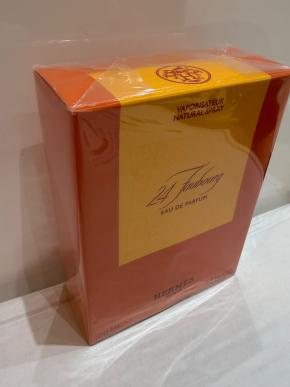 VAPORISATEUR
NATURAL SPRAY
24 Faubourg
EAU DE PARFUM
HERMÈS